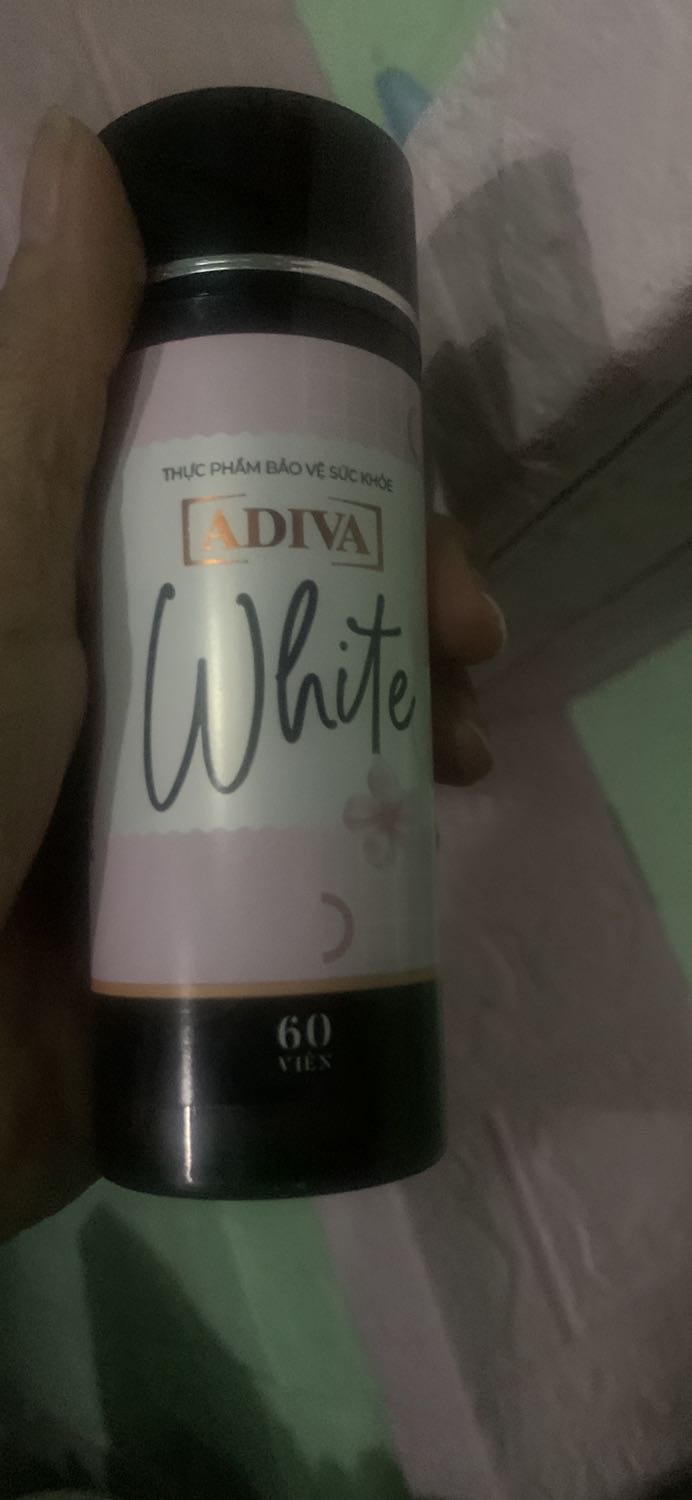 THỰC PHẨM BẢO VỆ SỨC KHỎE
ADIVA
White
60
VIÊN